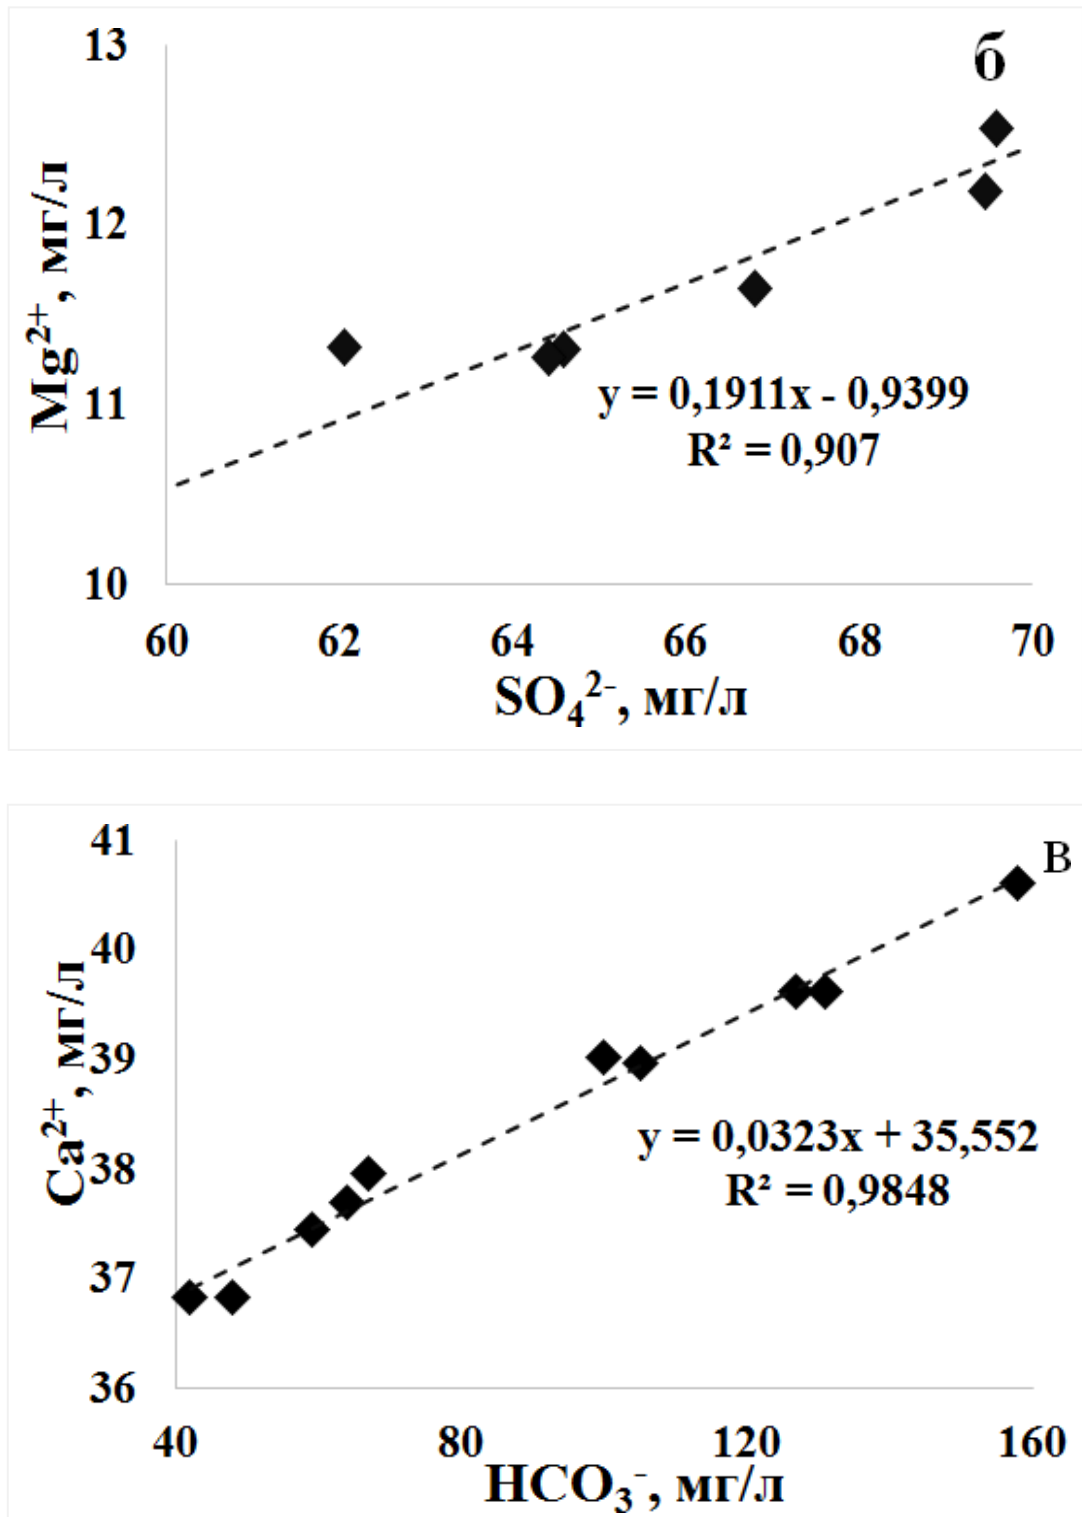 13
б
12
11
10
Mg²⁺, мг/л
y = 0,1911x - 0,9399
R² = 0,907
60 62 64 66 68 70
SO₄²⁻, мг/л
41
в
40
39
38
37
36
Ca²⁺, мг/л
y = 0,0323x + 35,552
R² = 0,9848
40 80 120 160
HCO₃⁻, мг/л